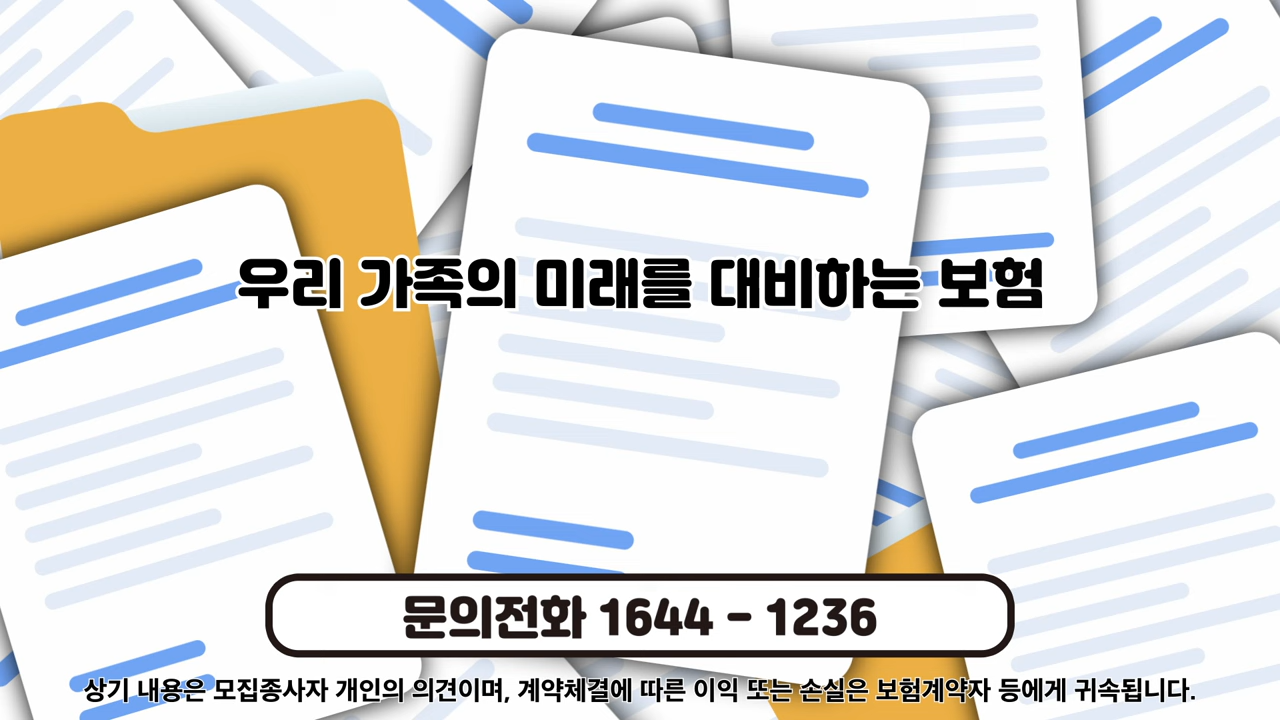 우리 가족의 미래를 대비하는 보험
문의전화 1644 - 1236
상기 내용은 모집종사자 개인의 의견이며, 계약체결에 따른 이익 또는 손실은 보험계약자 등에게 귀속됩니다.